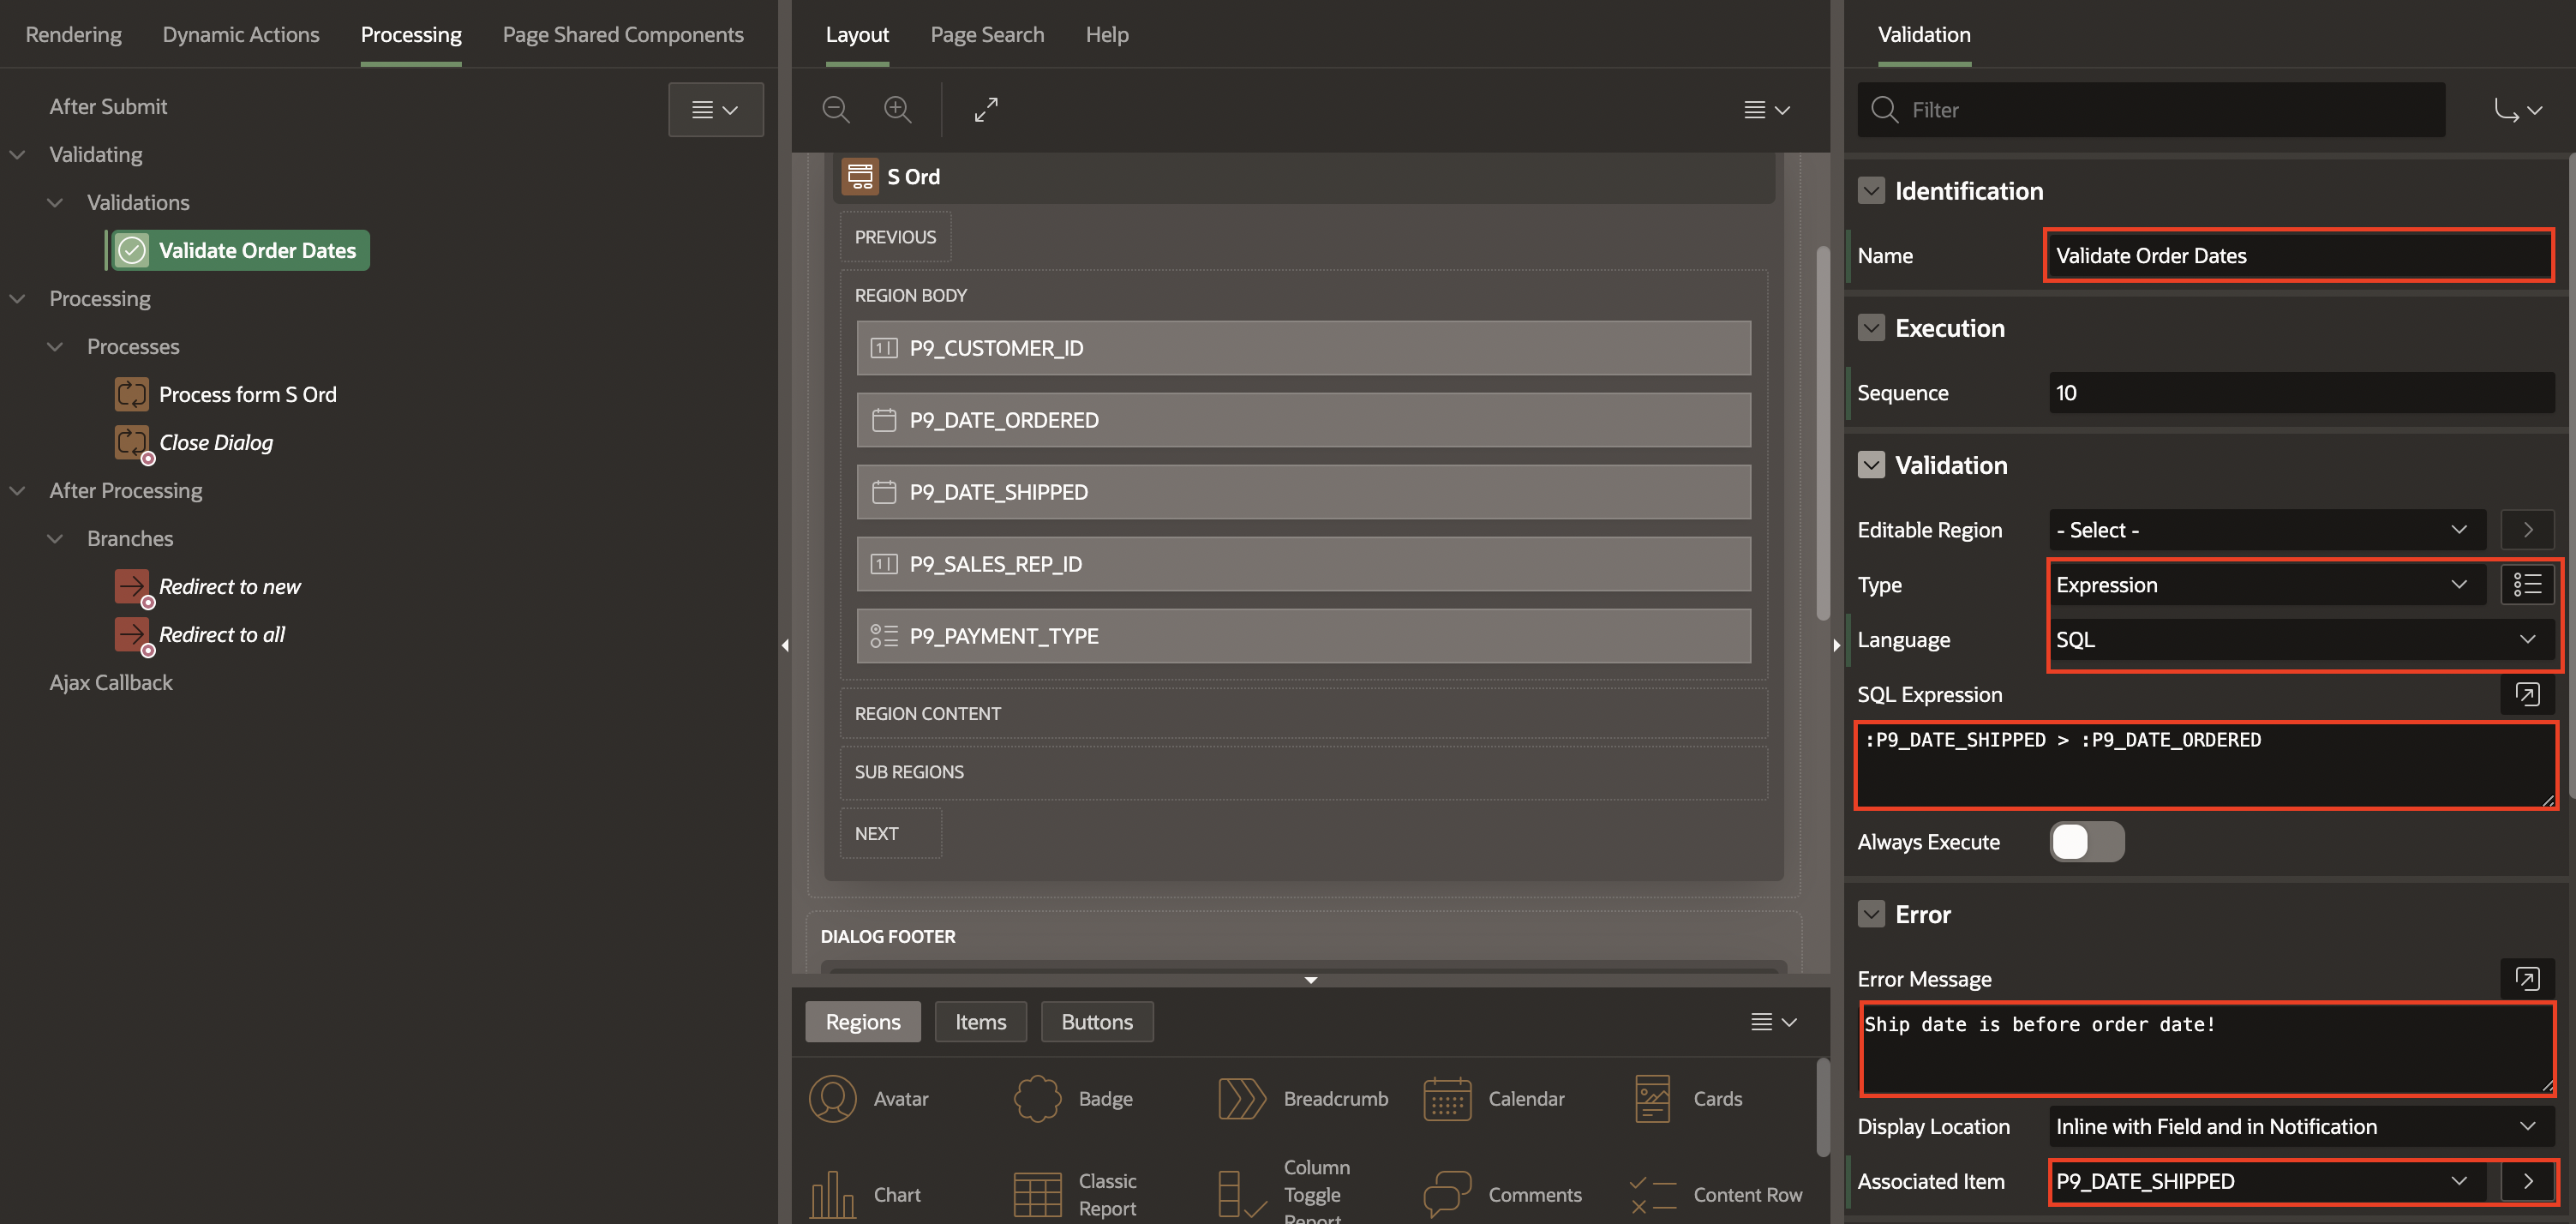 Rendering
Dynamic Actions
Processing
Page Shared Components
After Submit
Validating
Validations
Validate Order Dates
Processing
Processes
Process form S Ord
Close Dialog
After Processing
Branches
Redirect to new
Redirect to all
Ajax Callback
Layout
Page Search
Help
S Ord
PREVIOUS
REGION BODY
P9_CUSTOMER_ID
P9_DATE_ORDERED
P9_DATE_SHIPPED
P9_SALES_REP_ID
P9_PAYMENT_TYPE
REGION CONTENT
SUB REGIONS
NEXT
DIALOG FOOTER
Regions
Items
Buttons
Avatar
Badge
Breadcrumb
Calendar
Cards
Chart
Classic
Report
Column
Toggle
Report
Comments
Content Row
Validation
Filter
Identification
Name
Validate Order Dates
Execution
Sequence
10
Validation
Editable Region
- Select -
Type
Expression
Language
SQL
SQL Expression
:P9_DATE_SHIPPED > :P9_DATE_ORDERED
Always Execute
Error
Error Message
Ship date is before order date!
Display Location
Inline with Field and in Notification
Associated Item
P9_DATE_SHIPPED